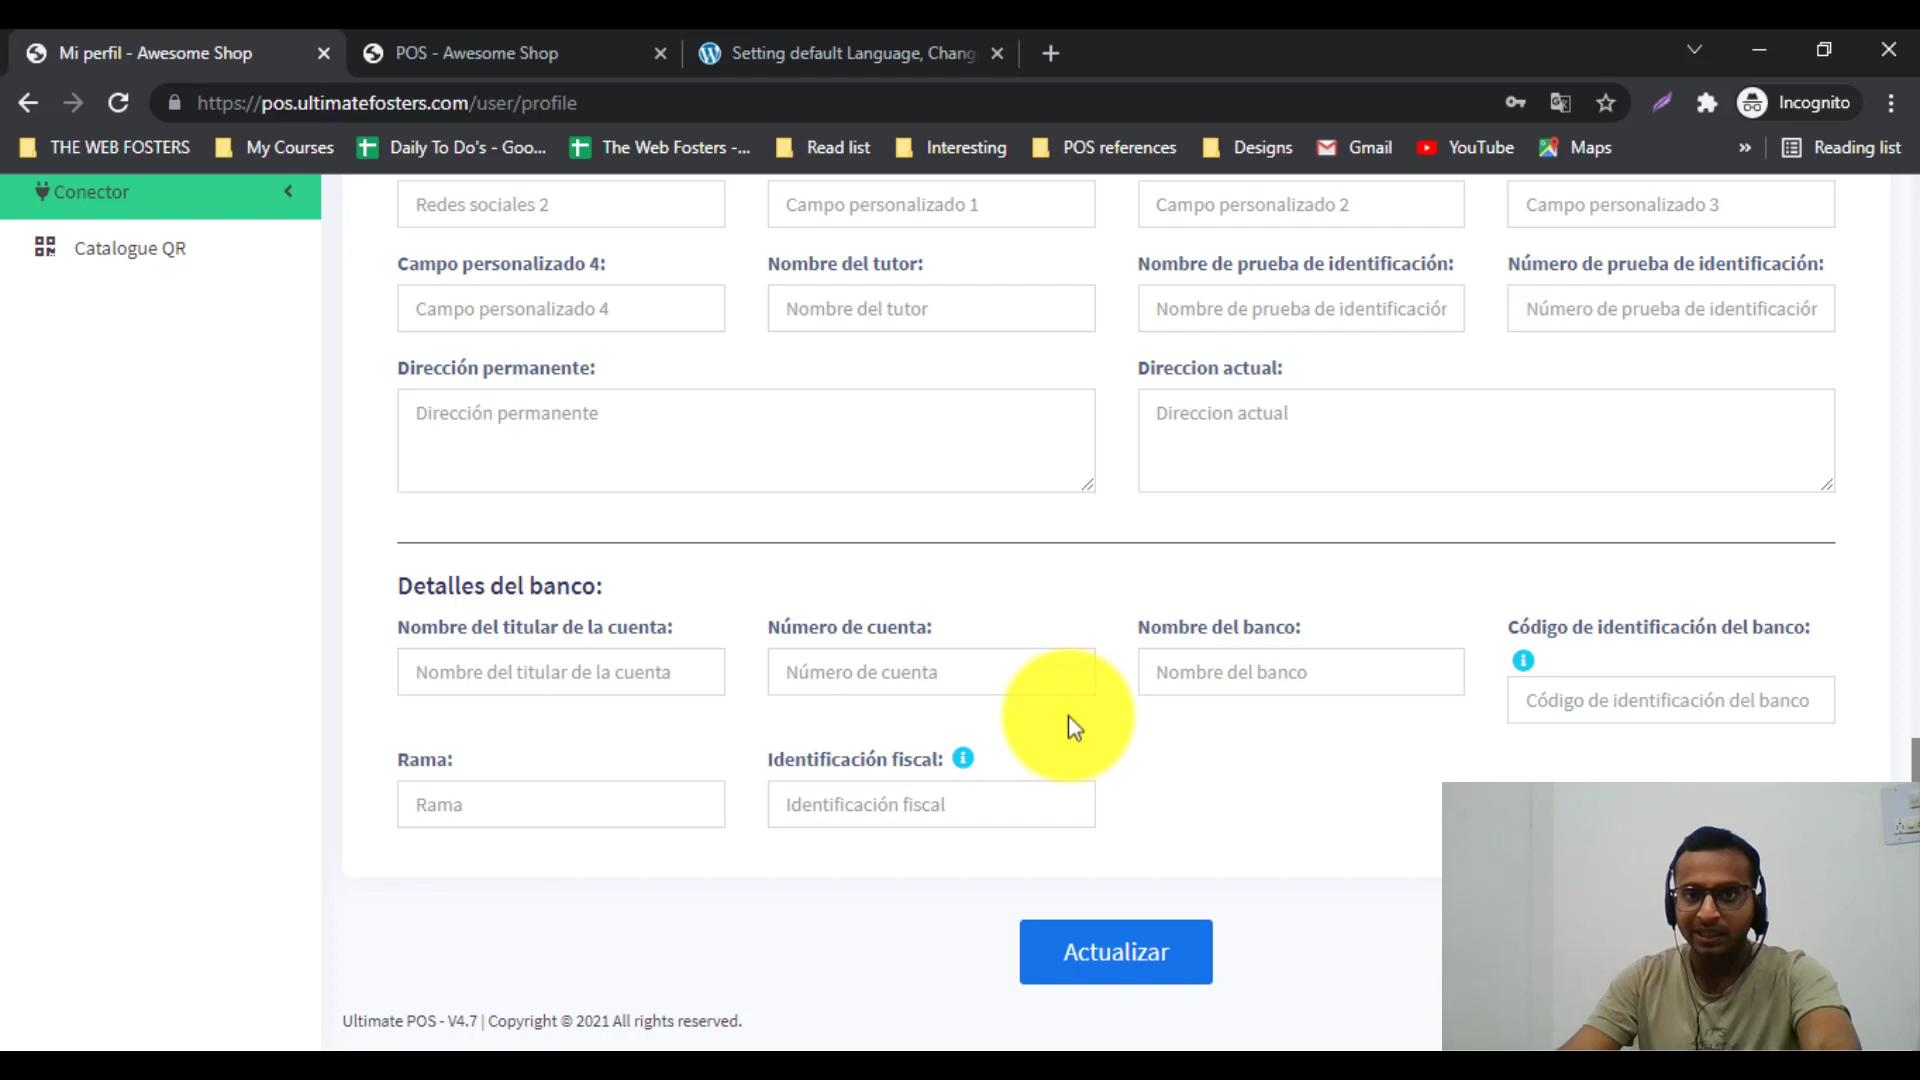 Mi perfil - Awesome Shop
POS - Awesome Shop
Setting default Language, Chang
https://pos.ultimatefosters.com/user/profile
Incognito
THE WEB FOSTERS
My Courses
Daily To Do's - Goo...
The Web Fosters -...
Read list
Interesting
POS references
Designs
Gmail
YouTube
Maps
»
Reading list
Conector
Catalogue QR
Redes sociales 2
Campo personalizado 1
Campo personalizado 2
Campo personalizado 3
Campo personalizado 4:
Nombre del tutor:
Nombre de prueba de identificación:
Número de prueba de identificación:
Campo personalizado 4
Nombre del tutor
Nombre de prueba de identificación
Número de prueba de identificación
Dirección permanente:
Direccion actual:
Dirección permanente
Direccion actual
Detalles del banco:
Nombre del titular de la cuenta:
Número de cuenta:
Nombre del banco:
Código de identificación del banco:
Nombre del titular de la cuenta
Número de cuenta
Nombre del banco
Código de identificación del banco
Rama:
Identificación fiscal:
Rama
Identificación fiscal
Actualizar
Ultimate POS - V4.7 | Copyright © 2021 All rights reserved.